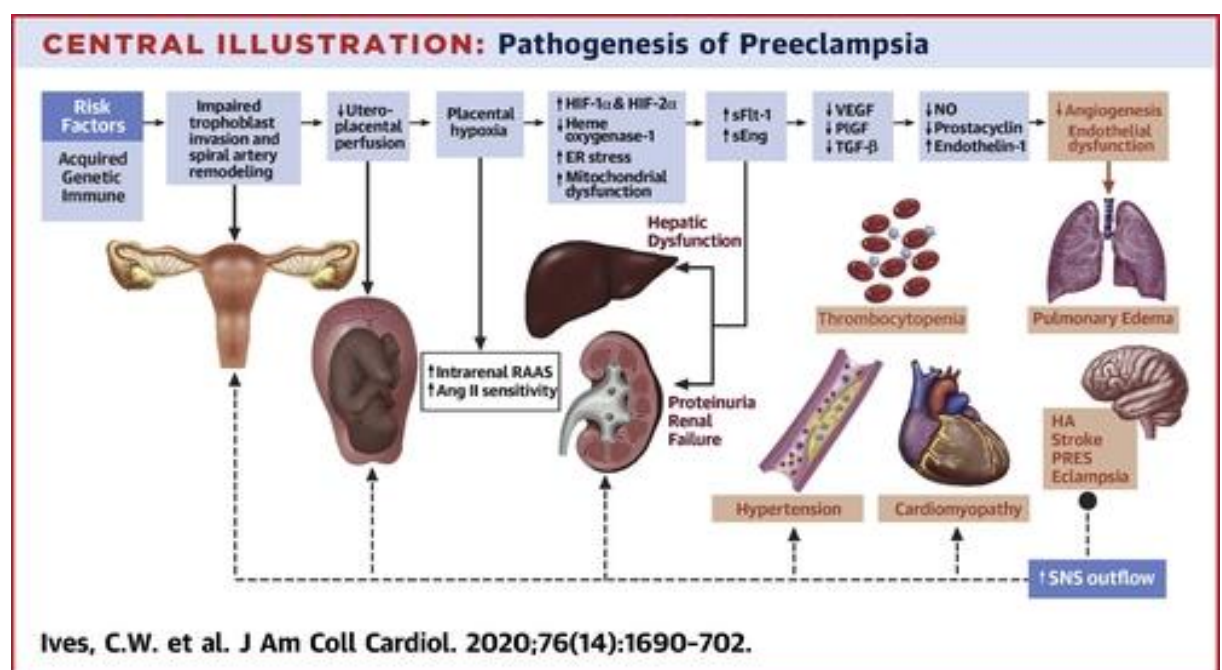 CENTRAL ILLUSTRATION: Pathogenesis of Preeclampsia
Risk
Factors
Acquired
Genetic
Immune
Impaired
trophoblast
invasion and
spiral artery
remodeling
↓Utero-
placental
perfusion
Placental
hypoxia
↑HIF-1α & HIF-2α
↓Heme
oxygenase-1
↑ER stress
↑Mitochondrial
dysfunction
↑sFlt-1
↑sEng
↓VEGF
↓PlGF
↓TGF-β
↓NO
↓Prostacyclin
↑Endothelin-1
↓Angiogenesis
Endothelial
dysfunction
Hepatic
Dysfunction
Thrombocytopenia
Pulmonary Edema
↑Intrarenal RAAS
↑Ang II sensitivity
Proteinuria
Renal
Failure
HA
Stroke
PRES
Eclampsia
Hypertension
Cardiomyopathy
↑SNS outflow
Ives, C.W. et al. J Am Coll Cardiol. 2020;76(14):1690–702.